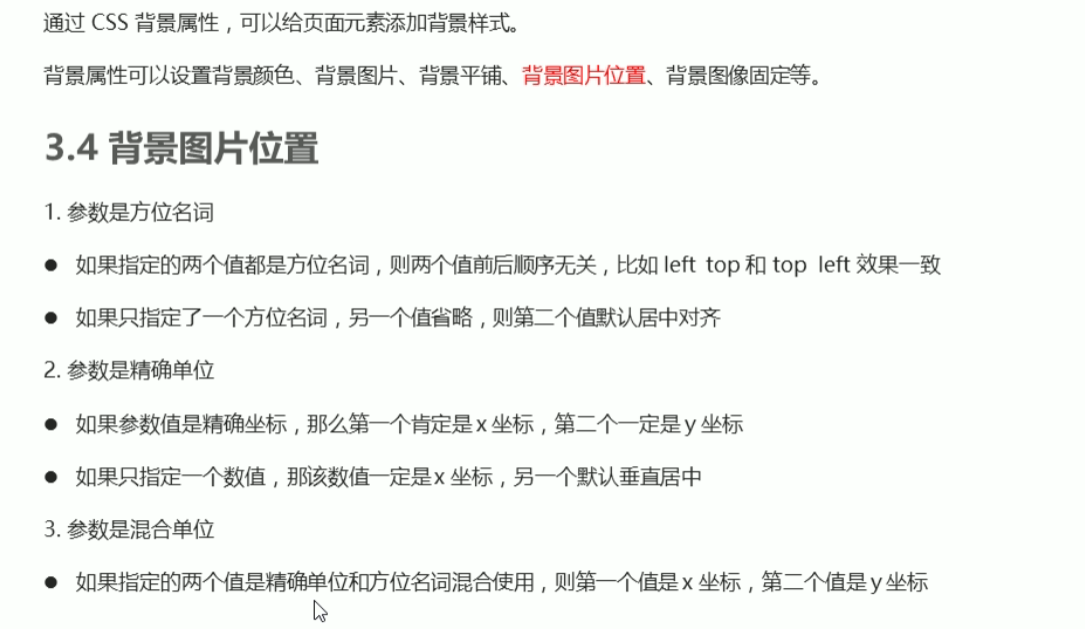 通过 CSS 背景属性，可以给页面元素添加背景样式。
背景属性可以设置背景颜色、背景图片、背景平铺、背景图片位置、背景图像固定等。
3.4 背景图片位置
1. 参数是方位名词
● 如果指定的两个值都是方位名词，则两个值前后顺序无关，比如 left top 和 top left 效果一致
● 如果只指定了一个方位名词，另一个值省略，则第二个值默认居中对齐
2. 参数是精确单位
● 如果参数值是精确坐标，那么第一个肯定是 x 坐标，第二个一定是 y 坐标
● 如果只指定一个数值，那该数值一定是 x 坐标，另一个默认垂直居中
3. 参数是混合单位
● 如果指定的两个值是精确单位和方位名词混合使用，则第一个值是 x 坐标，第二个值是 y 坐标